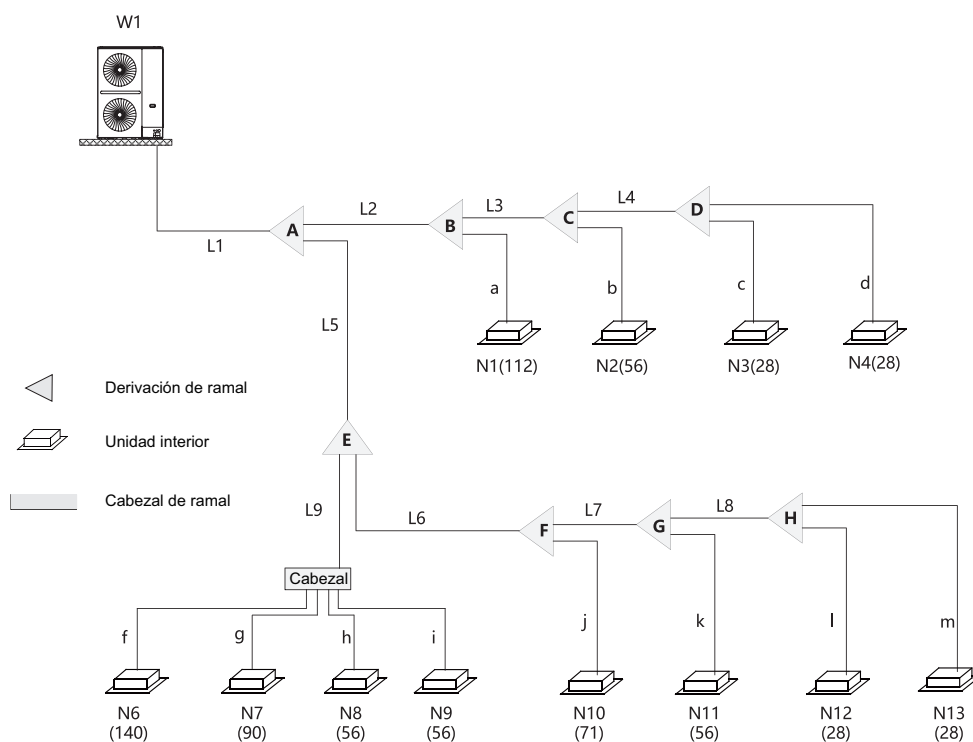 W1
L1
A
L2
B
L3
C
L4
D
a
b
c
d
N1(112)
N2(56)
N3(28)
N4(28)
L5
Derivación de ramal
Unidad interior
Cabezal de ramal
E
L9
L6
F
L7
G
L8
H
Cabezal
f
g
h
i
j
k
l
m
N6
(140)
N7
(90)
N8
(56)
N9
(56)
N10
(71)
N11
(56)
N12
(28)
N13
(28)